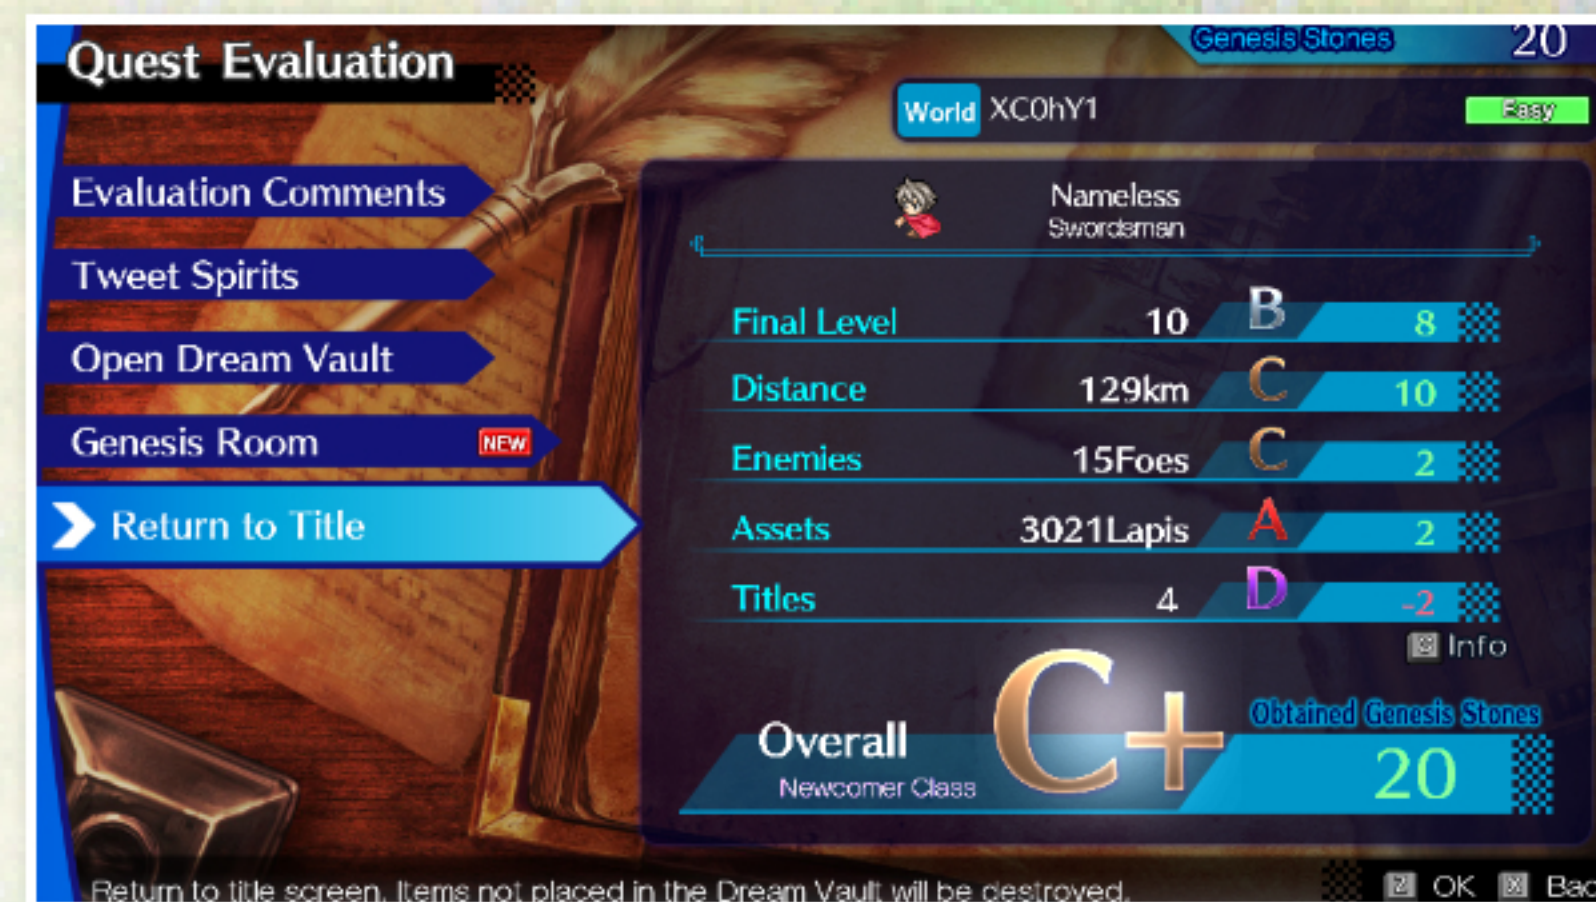 Quest Evaluation
Genesis Stones 20
World XC0hY1 Easy
Evaluation Comments
Tweet Spirits
Open Dream Vault
Genesis Room NEW
Return to Title
Nameless
Swordsman
Final Level 10 B 8
Distance 129km C 10
Enemies 15Foes C 2
Assets 3021Lapis A 2
Titles 4 D -2
Info
Overall C+
Newcomer Class
Obtained Genesis Stones
20
Return to title screen. Items not placed in the Dream Vault will be destroyed.
Z OK X Bac